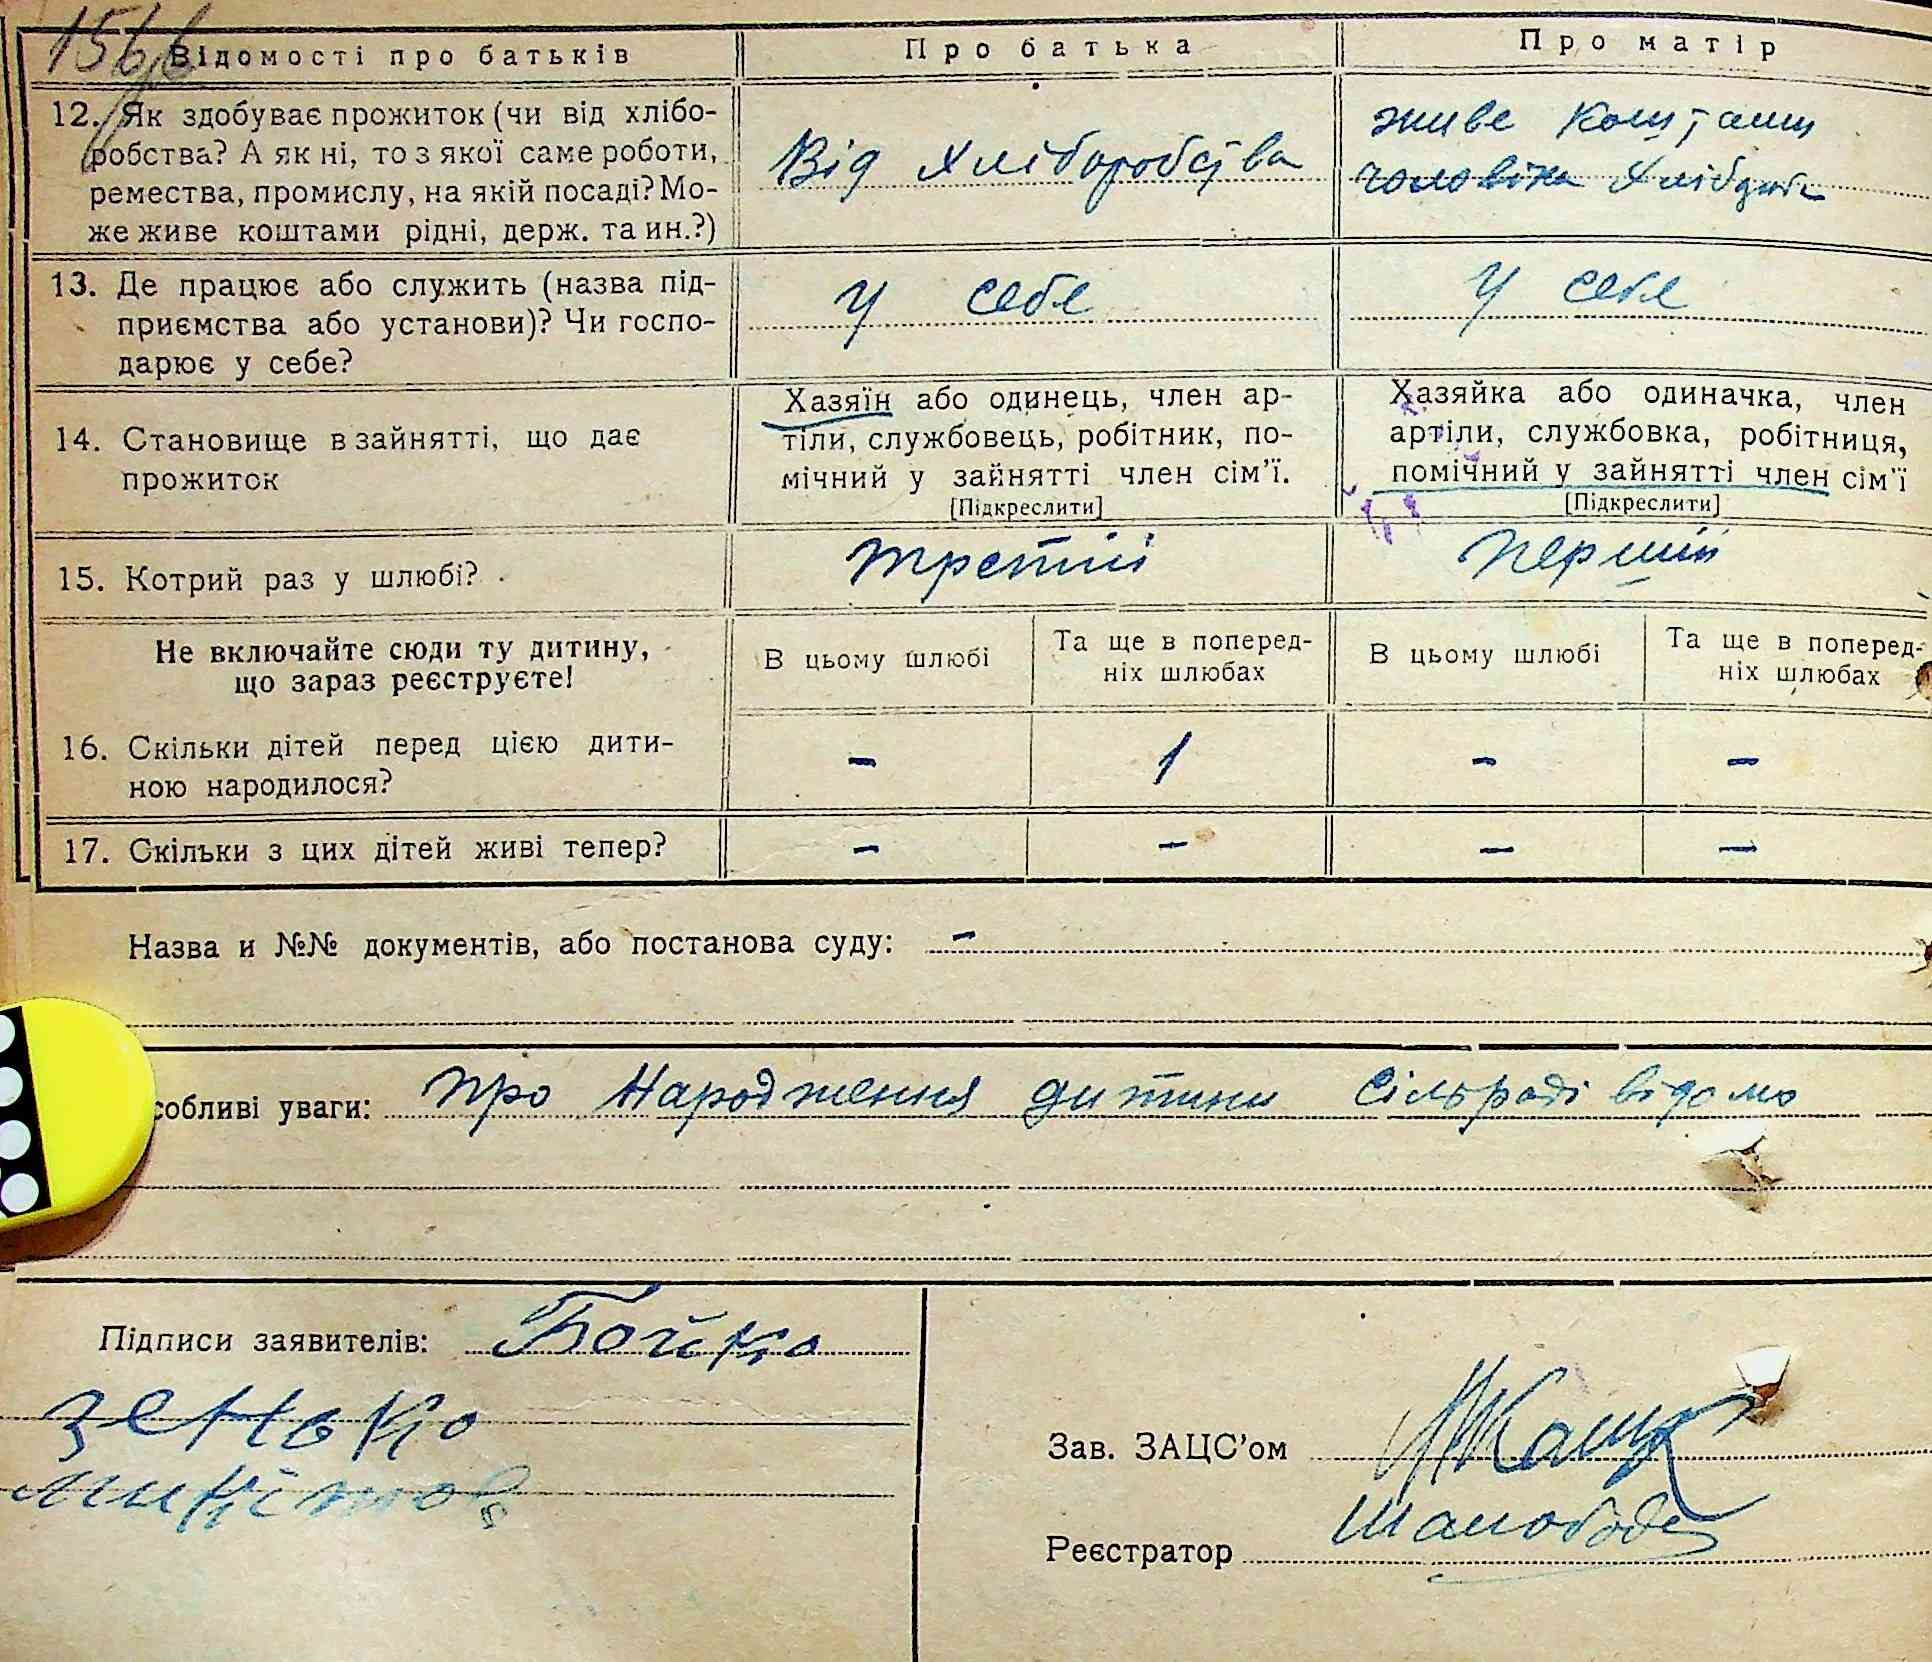 Відомості про батьків
Про батька
Про матір
12. Як здобуває прожиток (чи від хлібо-
робства? А як ні, то з якої саме роботи,
ремества, промислу, на якій посаді? Мо-
же живе коштами рідні, держ. та ин.?)
Від хліборобства
живе коштами
чоловіка
13. Де працює або служить (назва під-
приємства або установи)? Чи госпо-
дарює у себе?
у себе
у себе
14. Становище в зайнятті, що дає
прожиток
Хазяїн або одинець, член ар-
тіли, службовець, робітник, по-
мічний у зайнятті член сім'ї.
[Підкреслити]
Хазяйка або одиначка, член
артіли, службовка, робітниця,
помічний у зайнятті член сім'ї
[Підкреслити]
15. Котрий раз у шлюбі?
третій
перший
Не включайте сюди ту дитину,
що зараз реєструєте!
В цьому шлюбі
Та ще в поперед-
ніх шлюбах
В цьому шлюбі
Та ще в поперед-
ніх шлюбах
16. Скільки дітей перед цією дити-
ною народилося?
- 1 - -
17. Скільки з цих дітей живі тепер?
- - - -
Назва и №№ документів, або постанова суду: -
собливі уваги: про Народження дитини сільраді відомо
Підписи заявителів: Бойко
зенько
Зав. ЗАЦС'ом
Реєстратор